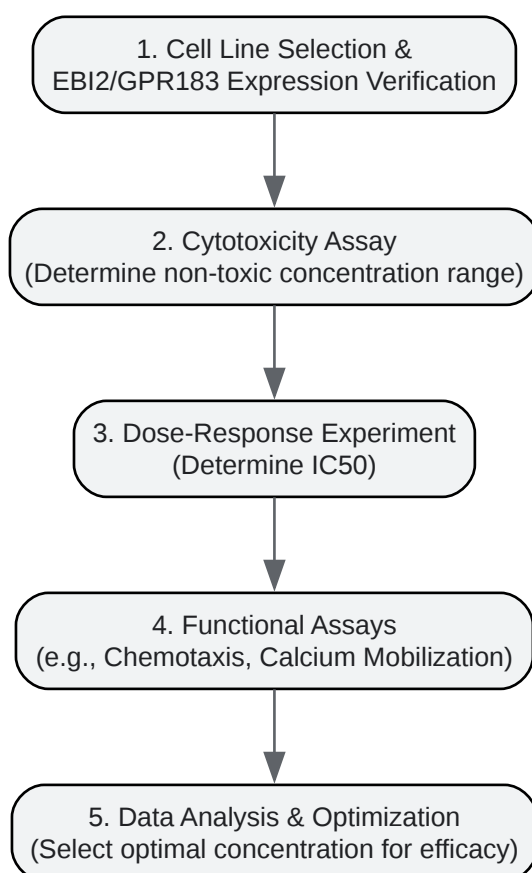 1. Cell Line Selection &
EBI2/GPR183 Expression Verification
2. Cytotoxicity Assay
(Determine non-toxic concentration range)
3. Dose-Response Experiment
(Determine IC50)
4. Functional Assays
(e.g., Chemotaxis, Calcium Mobilization)
5. Data Analysis & Optimization
(Select optimal concentration for efficacy)